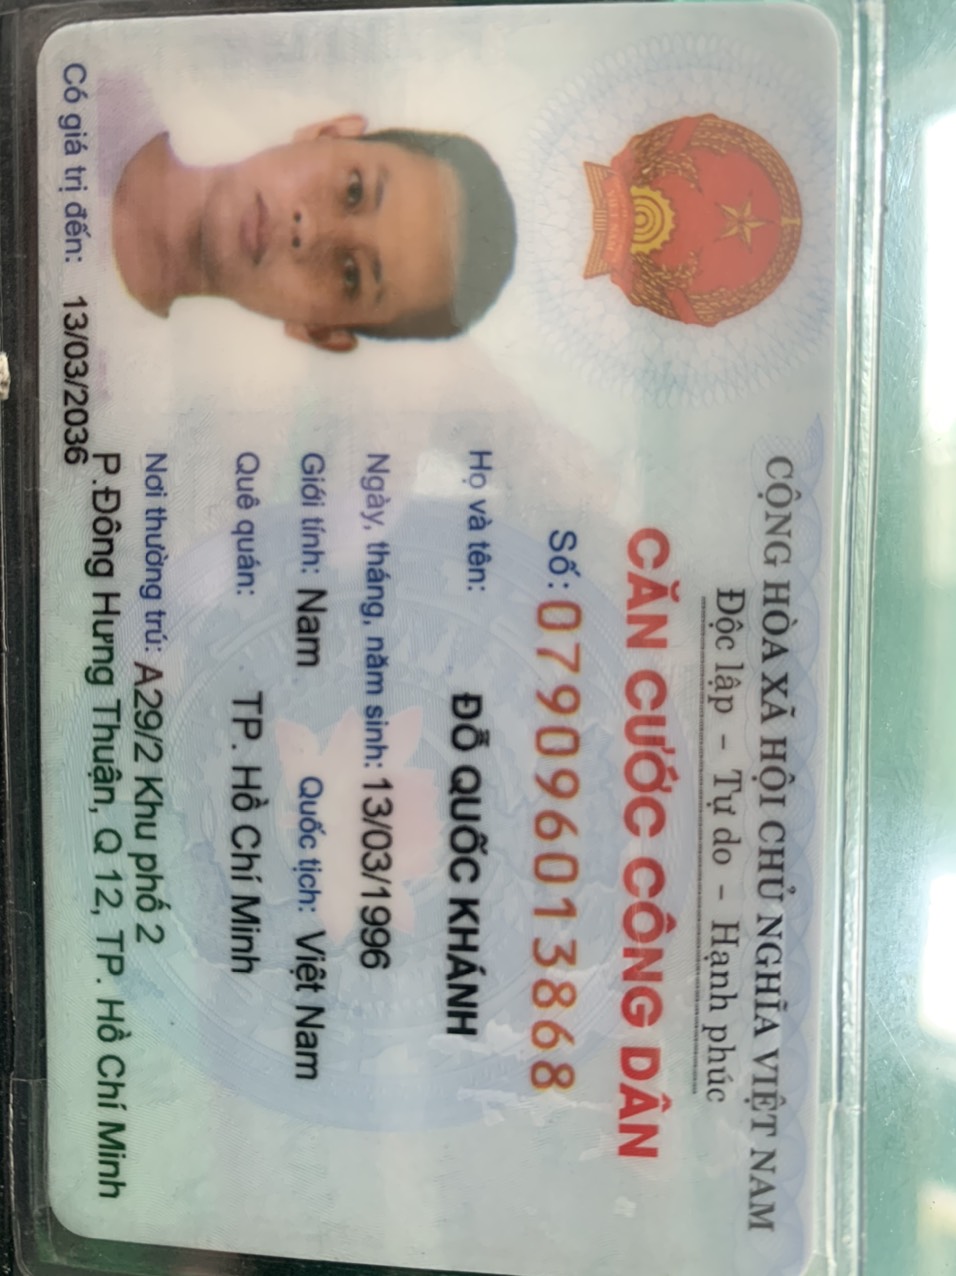 CỘNG HÒA XÃ HỘI CHỦ NGHĨA VIỆT NAM
Độc lập - Tự do - Hạnh phúc
CĂN CƯỚC CÔNG DÂN
Số: 079096013868
Họ và tên: ĐỖ QUỐC KHÁNH
Ngày, tháng, năm sinh: 13/03/1996
Giới tính: Nam Quốc tịch: Việt Nam
Quê quán: TP. Hồ Chí Minh
Nơi thường trú: A29/2 Khu phố 2
P.Đông Hưng Thuận, Q 12, TP. Hồ Chí Minh
Có giá trị đến: 13/03/2036